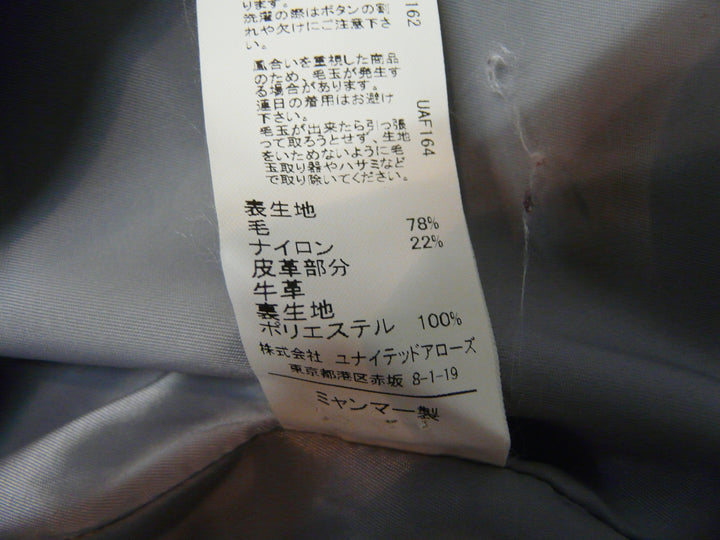 ります。
洗濯の際はボタンの割
れや欠けにご注意下さ
い。
風合いを重視した商品
のため、毛玉が発生す
る場合があります。
連日の着用はお避け
下さい。
毛玉が出来たら引っ張
って取ろうとせず、生地
をいためないように毛
玉取り器やハサミなど
で取り除いてください。
162
UAF164
表生地
毛 78%
ナイロン 22%
皮革部分
牛革
裏生地
ポリエステル 100%
株式会社 ユナイテッドアローズ
東京都港区赤坂 8-1-19
ミャンマー製